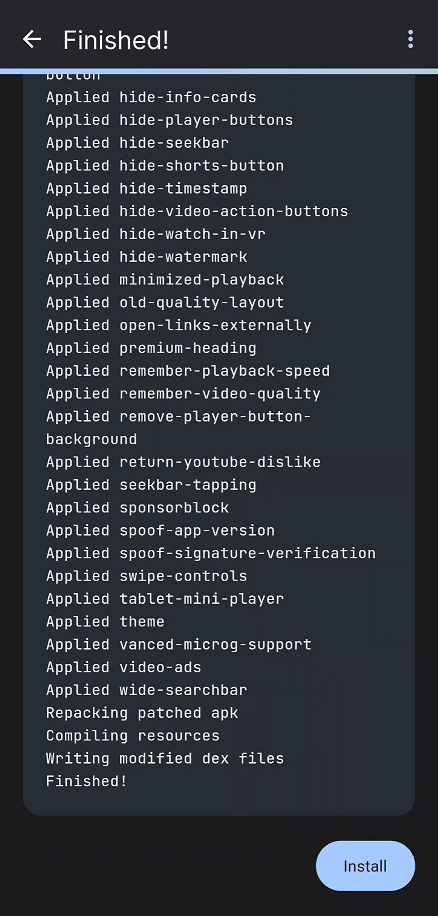 Finished!
button
Applied hide-info-cards
Applied hide-player-buttons
Applied hide-seekbar
Applied hide-shorts-button
Applied hide-timestamp
Applied hide-video-action-buttons
Applied hide-watch-in-vr
Applied hide-watermark
Applied minimized-playback
Applied old-quality-layout
Applied open-links-externally
Applied premium-heading
Applied remember-playback-speed
Applied remember-video-quality
Applied remove-player-button-
background
Applied return-youtube-dislike
Applied seekbar-tapping
Applied sponsorblock
Applied spoof-app-version
Applied spoof-signature-verification
Applied swipe-controls
Applied tablet-mini-player
Applied theme
Applied vanced-microg-support
Applied video-ads
Applied wide-searchbar
Repacking patched apk
Compiling resources
Writing modified dex files
Finished!
Install